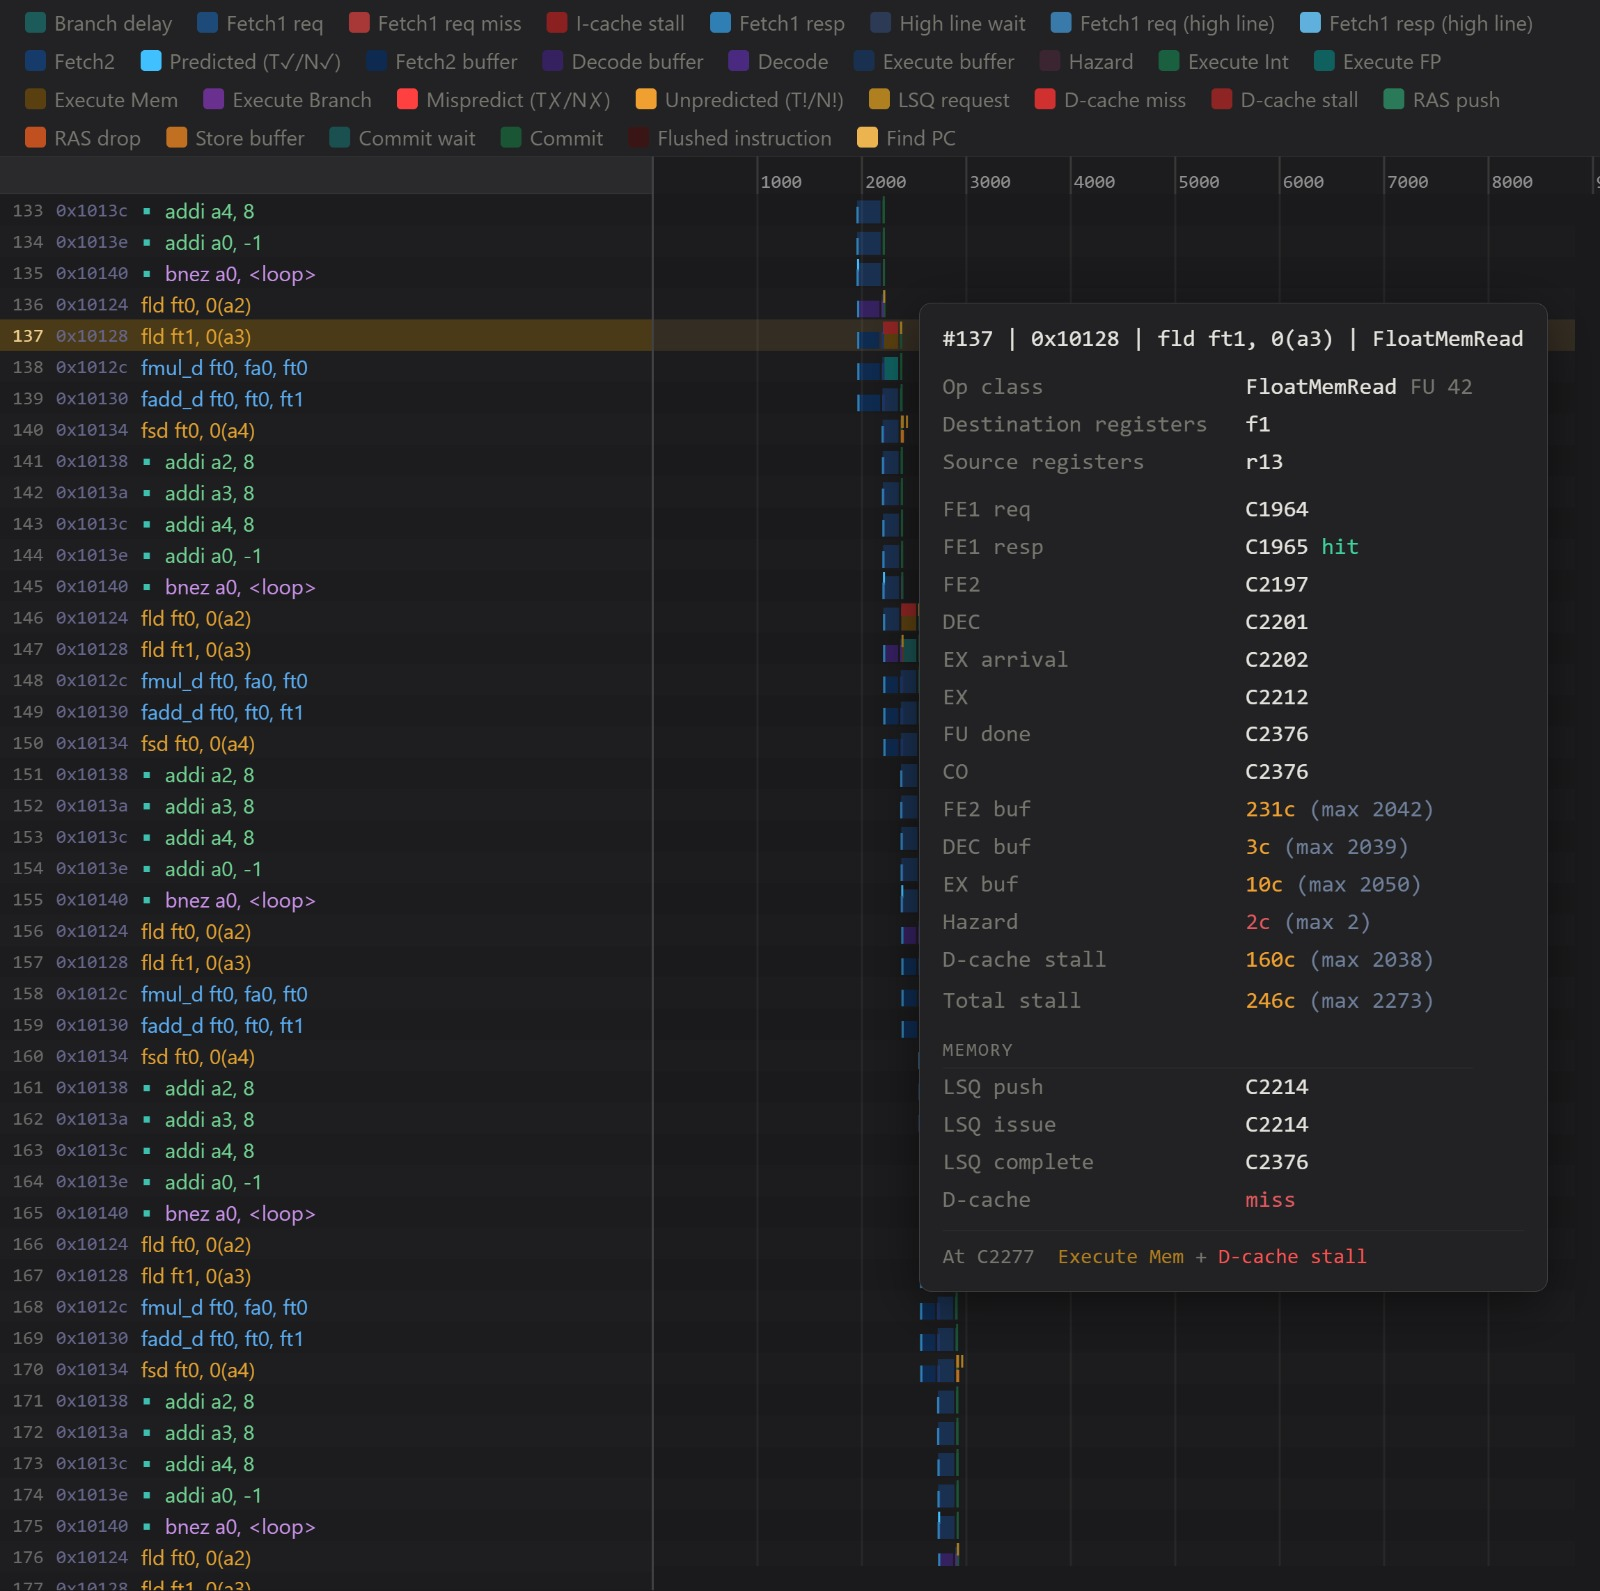 Branch delay Fetch1 req Fetch1 req miss I-cache stall Fetch1 resp High line wait Fetch1 req (high line) Fetch1 resp (high line)
Fetch2 Predicted (T✓/N✓) Fetch2 buffer Decode buffer Decode Execute buffer Hazard Execute Int Execute FP
Execute Mem Execute Branch Mispredict (T✗/N✗) Unpredicted (T!/N!) LSQ request D-cache miss D-cache stall RAS push
RAS drop Store buffer Commit wait Commit Flushed instruction Find PC
1000 2000 3000 4000 5000 6000 7000 8000
133 0x1013c ▪ addi a4, 8
134 0x1013e ▪ addi a0, -1
135 0x10140 ▪ bnez a0, <loop>
136 0x10124 fld ft0, 0(a2)
137 0x10128 fld ft1, 0(a3)
138 0x1012c fmul_d ft0, fa0, ft0
139 0x10130 fadd_d ft0, ft0, ft1
140 0x10134 fsd ft0, 0(a4)
141 0x10138 ▪ addi a2, 8
142 0x1013a ▪ addi a3, 8
143 0x1013c ▪ addi a4, 8
144 0x1013e ▪ addi a0, -1
145 0x10140 ▪ bnez a0, <loop>
146 0x10124 fld ft0, 0(a2)
147 0x10128 fld ft1, 0(a3)
148 0x1012c fmul_d ft0, fa0, ft0
149 0x10130 fadd_d ft0, ft0, ft1
150 0x10134 fsd ft0, 0(a4)
151 0x10138 ▪ addi a2, 8
152 0x1013a ▪ addi a3, 8
153 0x1013c ▪ addi a4, 8
154 0x1013e ▪ addi a0, -1
155 0x10140 ▪ bnez a0, <loop>
156 0x10124 fld ft0, 0(a2)
157 0x10128 fld ft1, 0(a3)
158 0x1012c fmul_d ft0, fa0, ft0
159 0x10130 fadd_d ft0, ft0, ft1
160 0x10134 fsd ft0, 0(a4)
161 0x10138 ▪ addi a2, 8
162 0x1013a ▪ addi a3, 8
163 0x1013c ▪ addi a4, 8
164 0x1013e ▪ addi a0, -1
165 0x10140 ▪ bnez a0, <loop>
166 0x10124 fld ft0, 0(a2)
167 0x10128 fld ft1, 0(a3)
168 0x1012c fmul_d ft0, fa0, ft0
169 0x10130 fadd_d ft0, ft0, ft1
170 0x10134 fsd ft0, 0(a4)
171 0x10138 ▪ addi a2, 8
172 0x1013a ▪ addi a3, 8
173 0x1013c ▪ addi a4, 8
174 0x1013e ▪ addi a0, -1
175 0x10140 ▪ bnez a0, <loop>
176 0x10124 fld ft0, 0(a2)
177 0x10128 fld ft1, 0(a3)
#137 | 0x10128 | fld ft1, 0(a3) | FloatMemRead
Op class FloatMemRead FU 42
Destination registers f1
Source registers r13
FE1 req C1964
FE1 resp C1965 hit
FE2 C2197
DEC C2201
EX arrival C2202
EX C2212
FU done C2376
CO C2376
FE2 buf 231c (max 2042)
DEC buf 3c (max 2039)
EX buf 10c (max 2050)
Hazard 2c (max 2)
D-cache stall 160c (max 2038)
Total stall 246c (max 2273)
MEMORY
LSQ push C2214
LSQ issue C2214
LSQ complete C2376
D-cache miss
At C2277 Execute Mem + D-cache stall